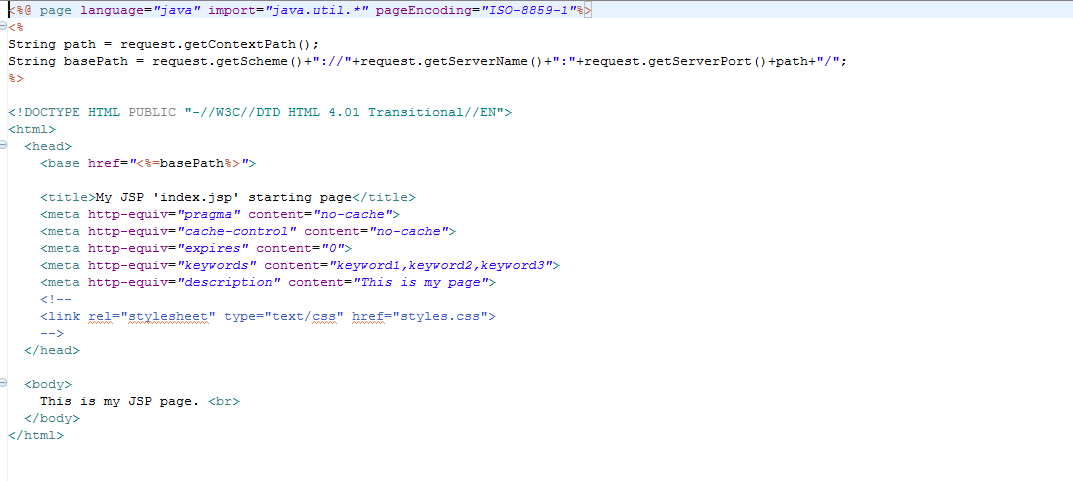 <%@ page language="java" import="java.util.*" pageEncoding="ISO-8859-1"%>
<%
String path = request.getContextPath();
String basePath = request.getScheme()+"://"+request.getServerName()+":"+request.getServerPort()+path+"/";
%>
<!DOCTYPE HTML PUBLIC "-//W3C//DTD HTML 4.01 Transitional//EN">
<html>
<head>
<base href="<%=basePath%>">
<title>My JSP 'index.jsp' starting page</title>
<meta http-equiv="pragma" content="no-cache">
<meta http-equiv="cache-control" content="no-cache">
<meta http-equiv="expires" content="0">
<meta http-equiv="keywords" content="keyword1,keyword2,keyword3">
<meta http-equiv="description" content="This is my page">
<!--
<link rel="stylesheet" type="text/css" href="styles.css">
-->
</head>
<body>
This is my JSP page. <br>
</body>
</html>